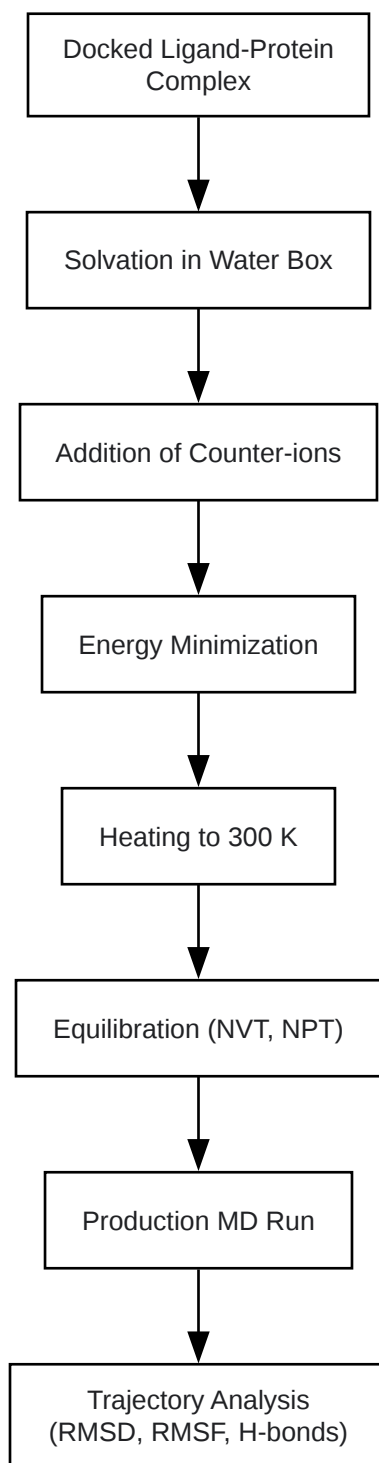 Docked Ligand-Protein
Complex
Solvation in Water Box
Addition of Counter-ions
Energy Minimization
Heating to 300 K
Equilibration (NVT, NPT)
Production MD Run
Trajectory Analysis
(RMSD, RMSF, H-bonds)